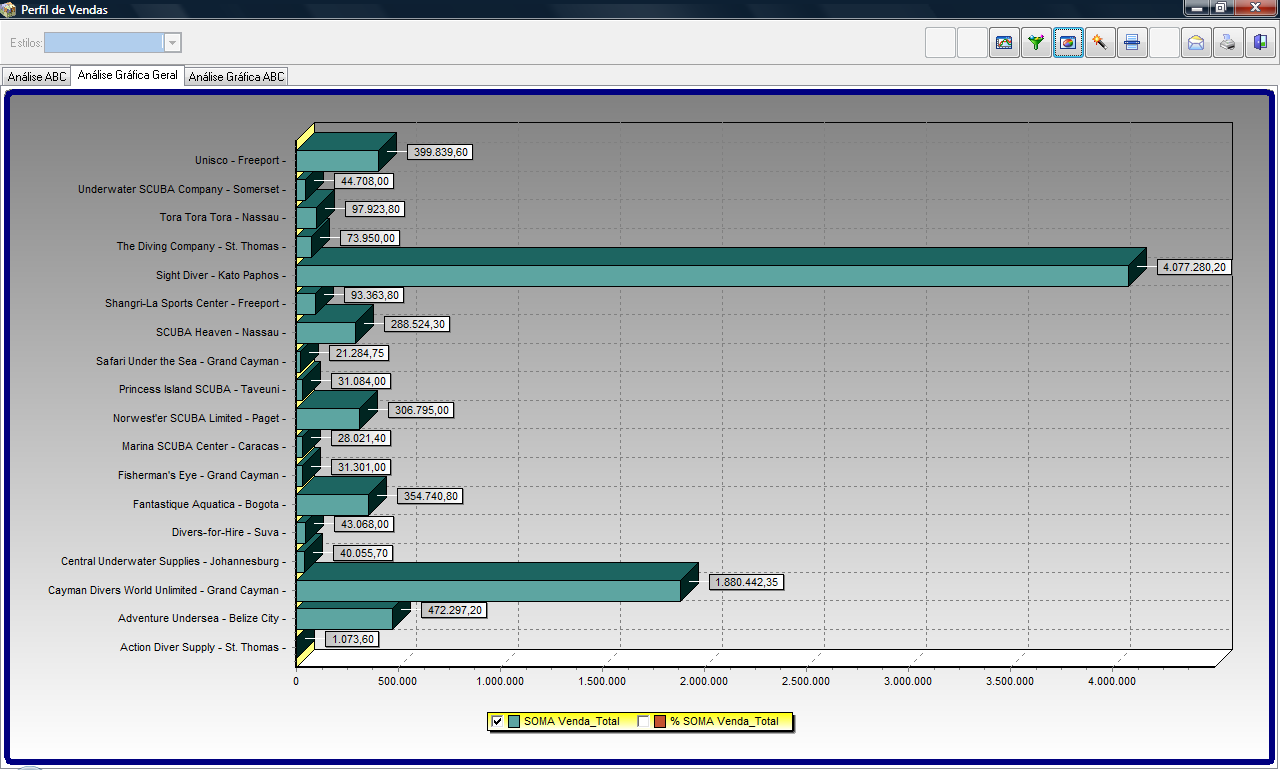 Perfil de Vendas
Estilos:
Análise ABC Análise Gráfica Geral Análise Gráfica ABC
Unisco - Freeport - 399.839,60
Underwater SCUBA Company - Somerset - 44.708,00
Tora Tora Tora - Nassau - 97.923,80
The Diving Company - St. Thomas - 73.950,00
Sight Diver - Kato Paphos - 4.077.280,20
Shangri-La Sports Center - Freeport - 93.363,80
SCUBA Heaven - Nassau - 288.524,30
Safari Under the Sea - Grand Cayman - 21.284,75
Princess Island SCUBA - Taveuni - 31.084,00
Norwest'er SCUBA Limited - Paget - 306.795,00
Marina SCUBA Center - Caracas - 28.021,40
Fisherman's Eye - Grand Cayman - 31.301,00
Fantastique Aquatica - Bogota - 354.740,80
Divers-for-Hire - Suva - 43.068,00
Central Underwater Supplies - Johannesburg - 40.055,70
Cayman Divers World Unlimited - Grand Cayman - 1.880.442,35
Adventure Undersea - Belize City - 472.297,20
Action Diver Supply - St. Thomas - 1.073,60
0 500.000 1.000.000 1.500.000 2.000.000 2.500.000 3.000.000 3.500.000 4.000.000
SOMA Venda_Total % SOMA Venda_Total